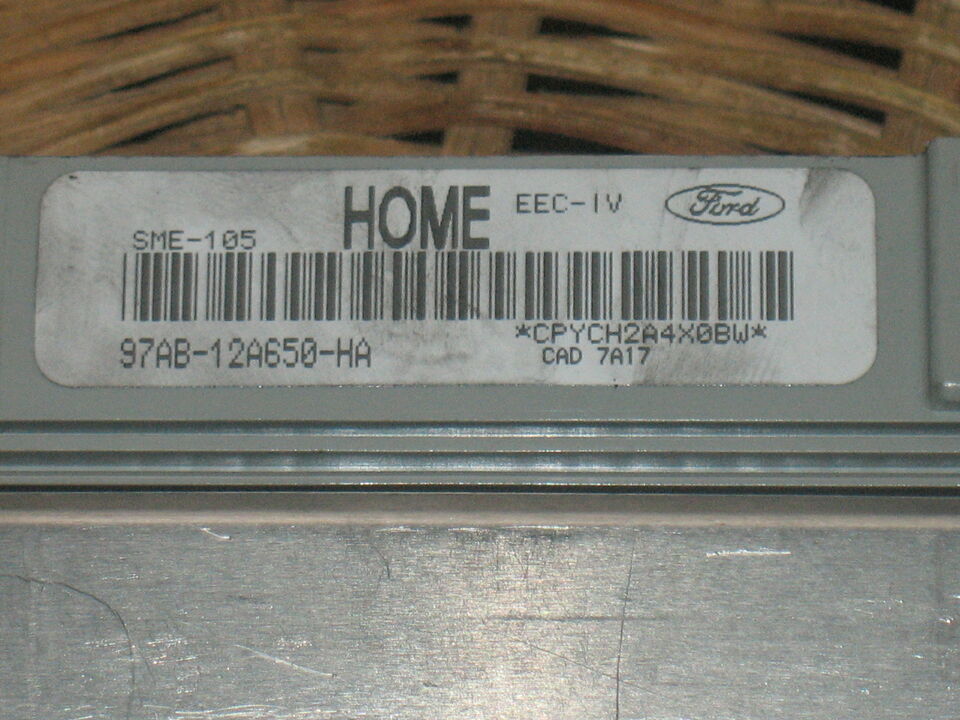 HOME EEC-IV Ford
SME-105
*CPYCH2A4X0BW*
97AB-12A650-HA
CAD 7A17